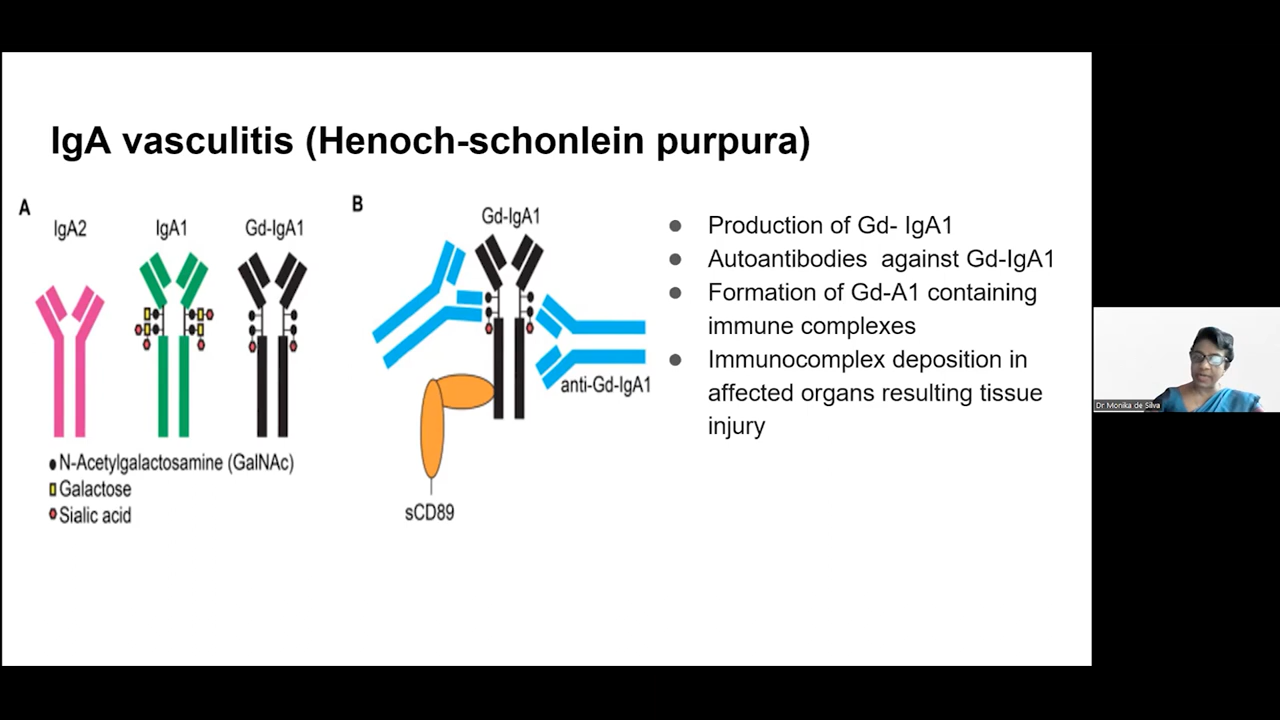 IgA vasculitis (Henoch-schonlein purpura)
A
IgA2
IgA1
Gd-IgA1
N-Acetylgalactosamine (GalNAc)
Galactose
Sialic acid
B
Gd-IgA1
anti-Gd-IgA1
sCD89
● Production of Gd- IgA1
● Autoantibodies against Gd-IgA1
● Formation of Gd-A1 containing
immune complexes
● Immunocomplex deposition in
affected organs resulting tissue
injury
Dr Monika de Silva